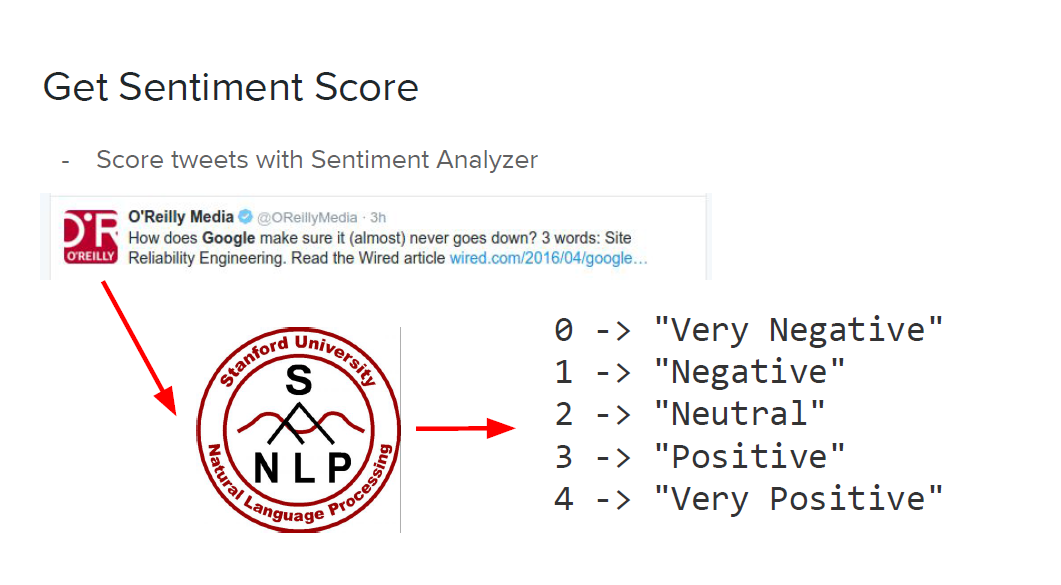 Get Sentiment Score
- Score tweets with Sentiment Analyzer
O'Reilly Media @OReillyMedia · 3h
How does Google make sure it (almost) never goes down? 3 words: Site
Reliability Engineering. Read the Wired article wired.com/2016/04/google…
O'R
O'REILLY
Stanford University
S
NLP
Natural Language Processing
0 -> "Very Negative"
1 -> "Negative"
2 -> "Neutral"
3 -> "Positive"
4 -> "Very Positive"